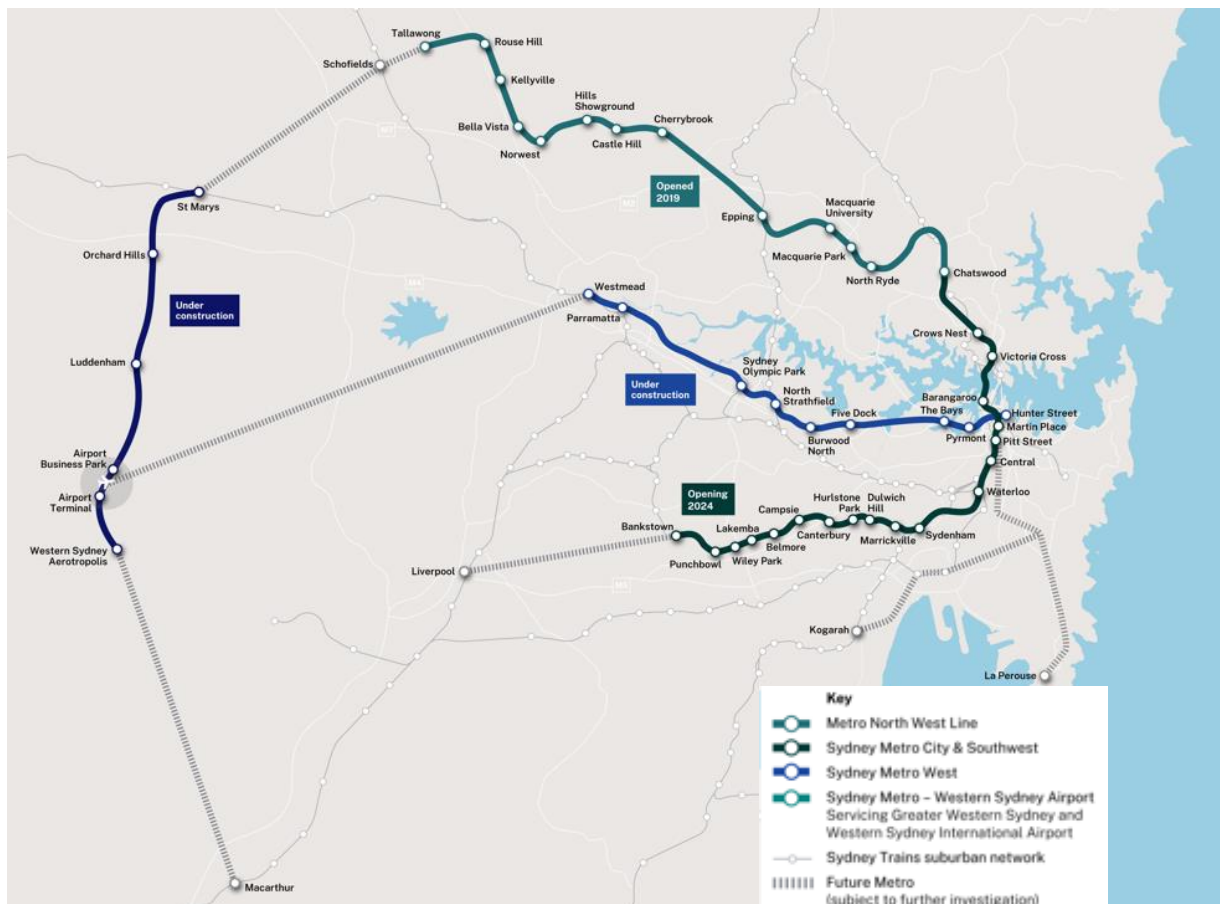 Tallawong
Rouse Hill
Schofields
Kellyville
Hills
Showground
Bella Vista
Cherrybrook
Norwest
Castle Hill
M7
Opened
2019
M2
St Marys
Epping
Macquarie
University
Orchard Hills
Macquarie Park
North Ryde
Chatswood
Under
construction
M4
Westmead
Parramatta
Crows Nest
Luddenham
Victoria Cross
Sydney
Olympic Park
Under
construction
North
Strathfield
Five Dock
Barangaroo
The Bays
Hunter Street
Martin Place
Burwood
North
Pyrmont
Pitt Street
Airport
Business Park
Central
Airport
Terminal
Opening
2024
Waterloo
Campsie
Hurlstone
Park
Dulwich
Hill
Bankstown
Lakemba
Canterbury
Sydenham
Marrickville
Belmore
Punchbowl
Wiley Park
Western Sydney
Aerotropolis
Liverpool
M5
Kogarah
La Perouse
Macarthur
Key
Metro North West Line
Sydney Metro City & Southwest
Sydney Metro West
Sydney Metro – Western Sydney Airport
Servicing Greater Western Sydney and
Western Sydney International Airport
Sydney Trains suburban network
Future Metro
(subject to further investigation)